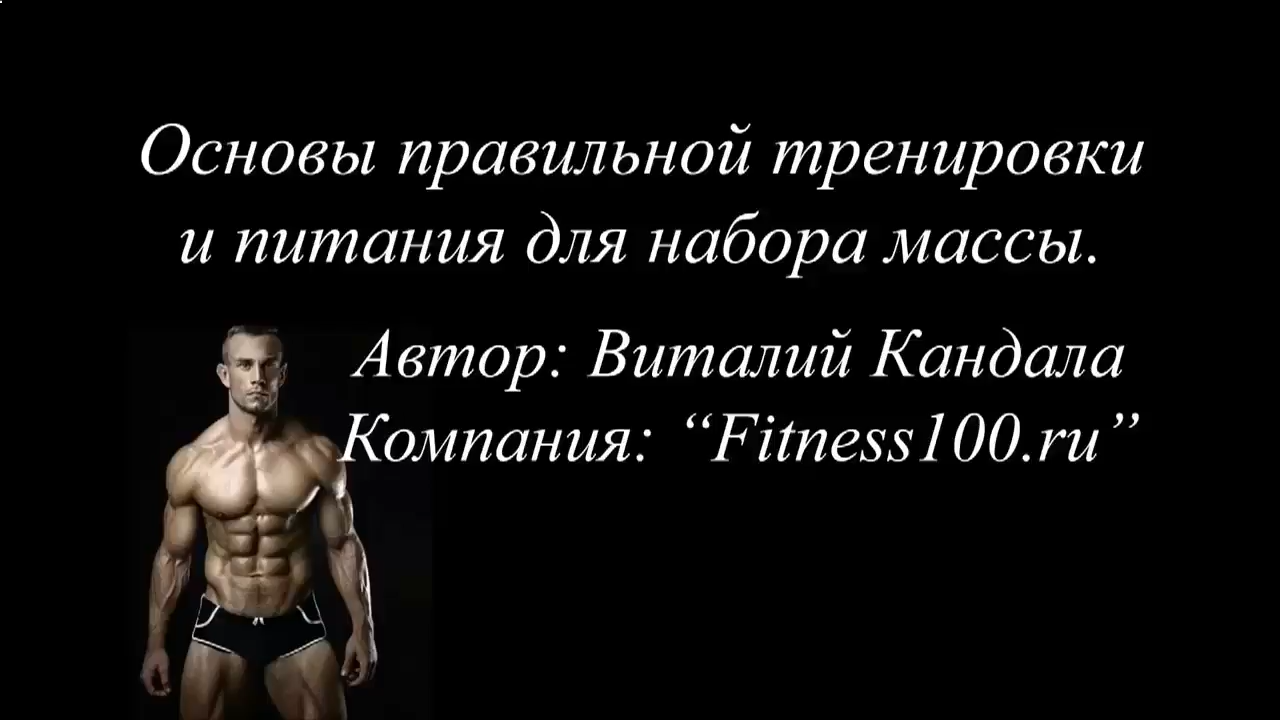 Основы правильной тренировки
и питания для набора массы.
Автор: Виталий Кандала
Компания: “Fitness100.ru”